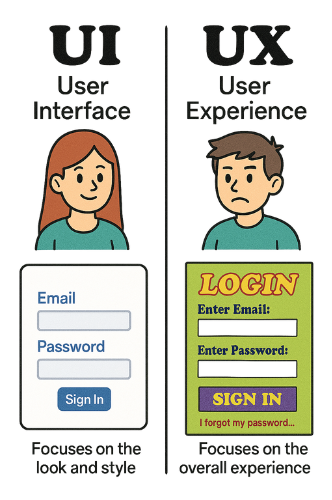 UI
User
Interface
Email
Password
Sign In
Focuses on the
look and style
UX
User
Experience
LOGIN
Enter Email:
Enter Password:
SIGN IN
I forgot my password...
Focuses on the
overall experience